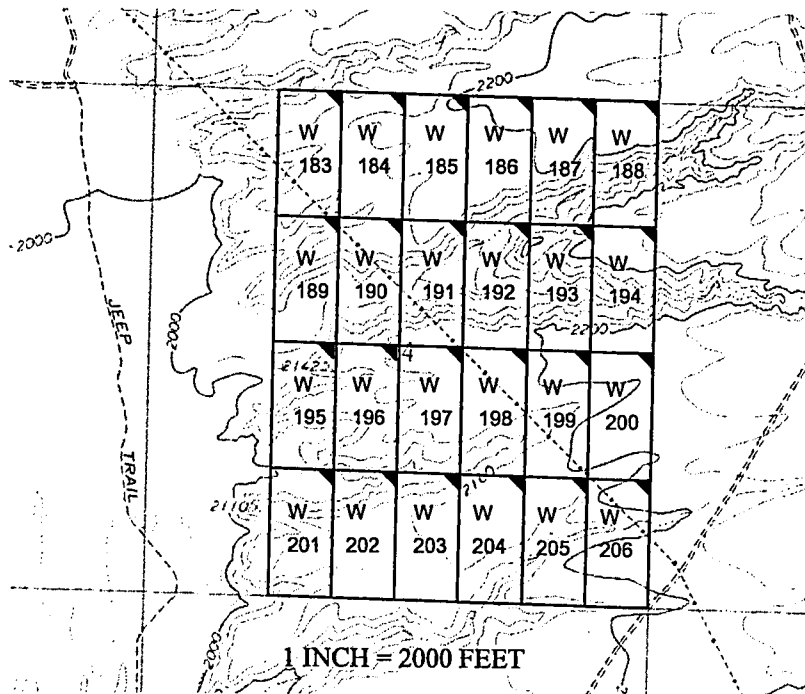 2200
W W W W W W
183 184 185 186 187 188
2000
W W W W W W
189 190 191 192 193 194
JEEP
2000
2200
4
W W W W W W
195 196 197 198 199 200
TRAIL
2100
W W W W W W
201 202 203 204 205 206
2000
1 INCH = 2000 FEET